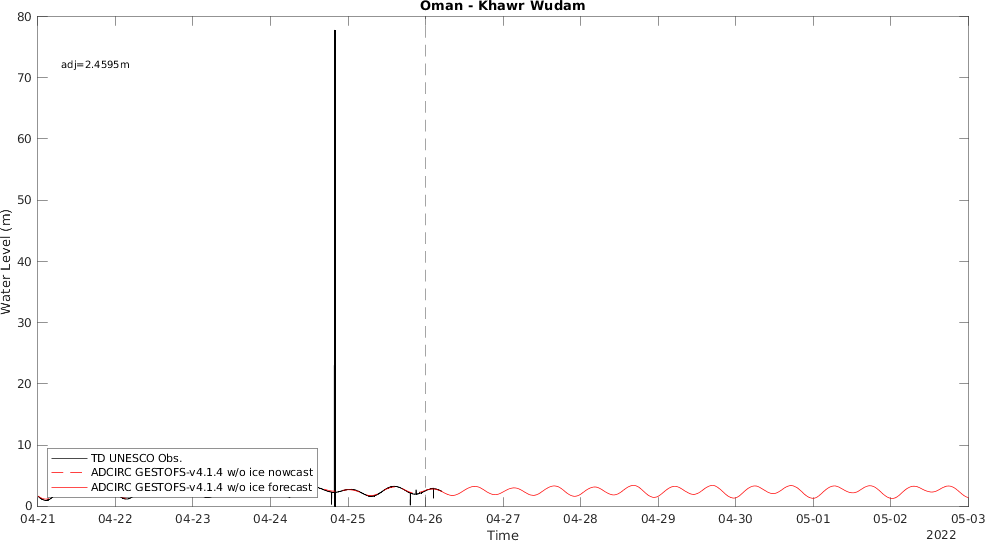 Oman - Khawr Wudam
adj=2.4595m
Water Level (m)
80
70
60
50
40
30
20
10
0
TD UNESCO Obs.
ADCIRC GESTOFS-v4.1.4 w/o ice nowcast
ADCIRC GESTOFS-v4.1.4 w/o ice forecast
04-21 04-22 04-23 04-24 04-25 04-26 04-27 04-28 04-29 04-30 05-01 05-02 05-03
Time
2022